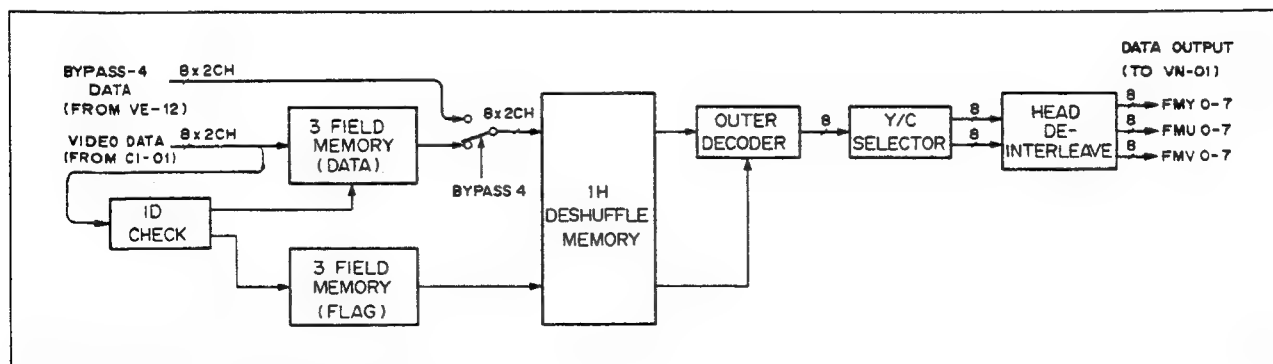 BYPASS-4
DATA
(FROM VE-12)
8x2CH
VIDEO DATA
(FROM CI-01)
8x2CH
ID
CHECK
3 FIELD
MEMORY
(DATA)
3 FIELD
MEMORY
(FLAG)
8x2CH
BYPASS 4
1H
DESHUFFLE
MEMORY
OUTER
DECODER
8
Y/C
SELECTOR
8
8
HEAD
DE-
INTERLEAVE
DATA OUTPUT
(TO VN-01)
8 FMY 0-7
8 FMU 0-7
8 FMV 0-7